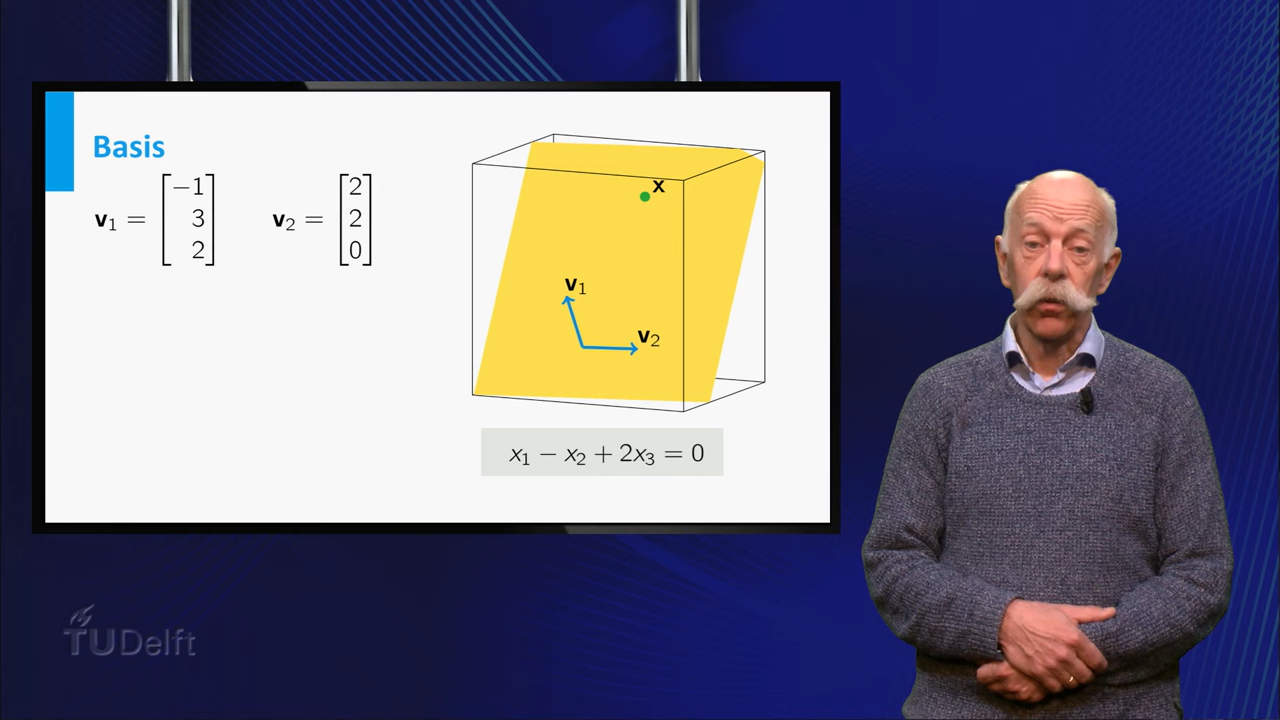 Basis
v₁ = [−1 3 2] v₂ = [2 2 0]
x
v₁
v₂
x₁ − x₂ + 2x₃ = 0
TUDelft